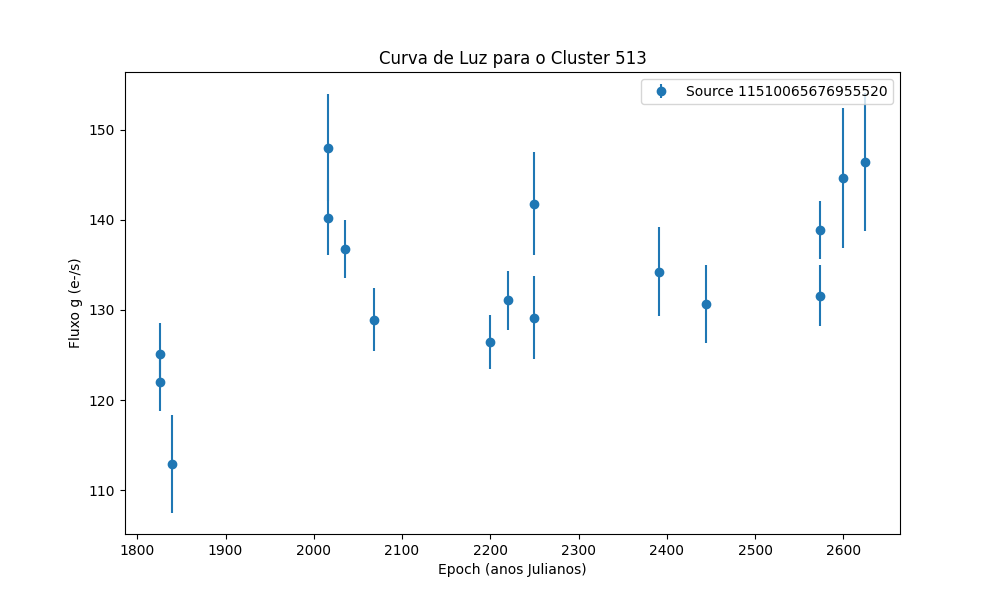 Curva de Luz para o Cluster 513
Source 11510065676955520
Fluxo g (e-/s)
150
140
130
120
110
1800 1900 2000 2100 2200 2300 2400 2500 2600
Epoch (anos Julianos)